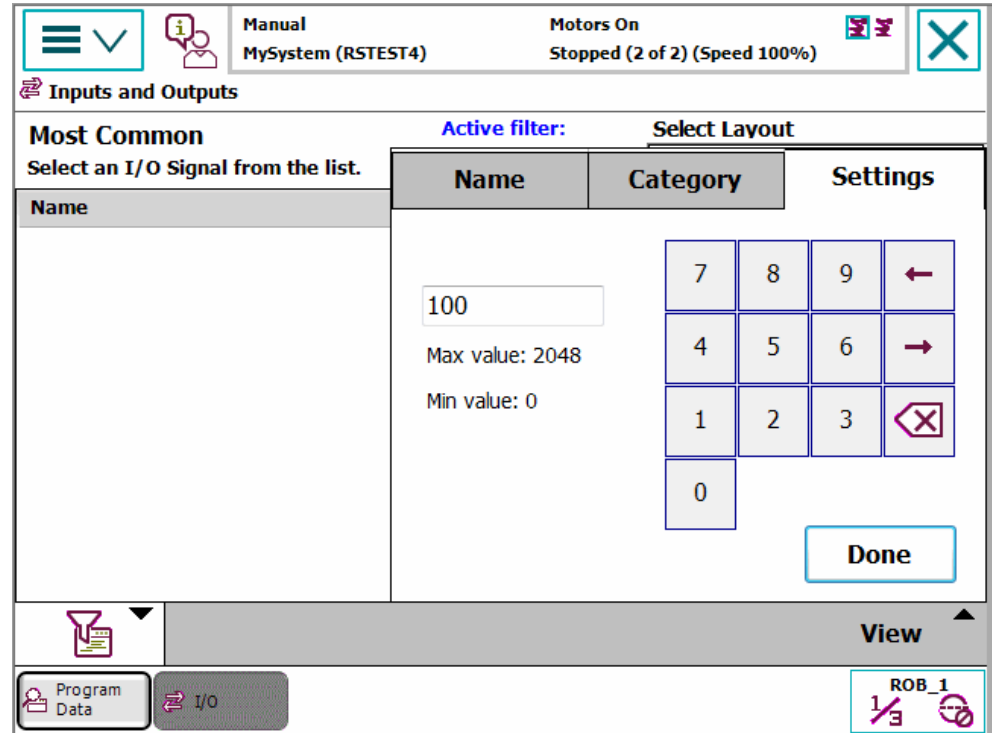 Manual
MySystem (RSTEST4)
Motors On
Stopped (2 of 2) (Speed 100%)
Inputs and Outputs
Most Common
Select an I/O Signal from the list.
Active filter:
Select Layout
Name
Name
Category
Settings
100
Max value: 2048
Min value: 0
7 8 9
4 5 6
1 2 3
0
Done
View
Program
Data
I/O
ROB_1
1/3